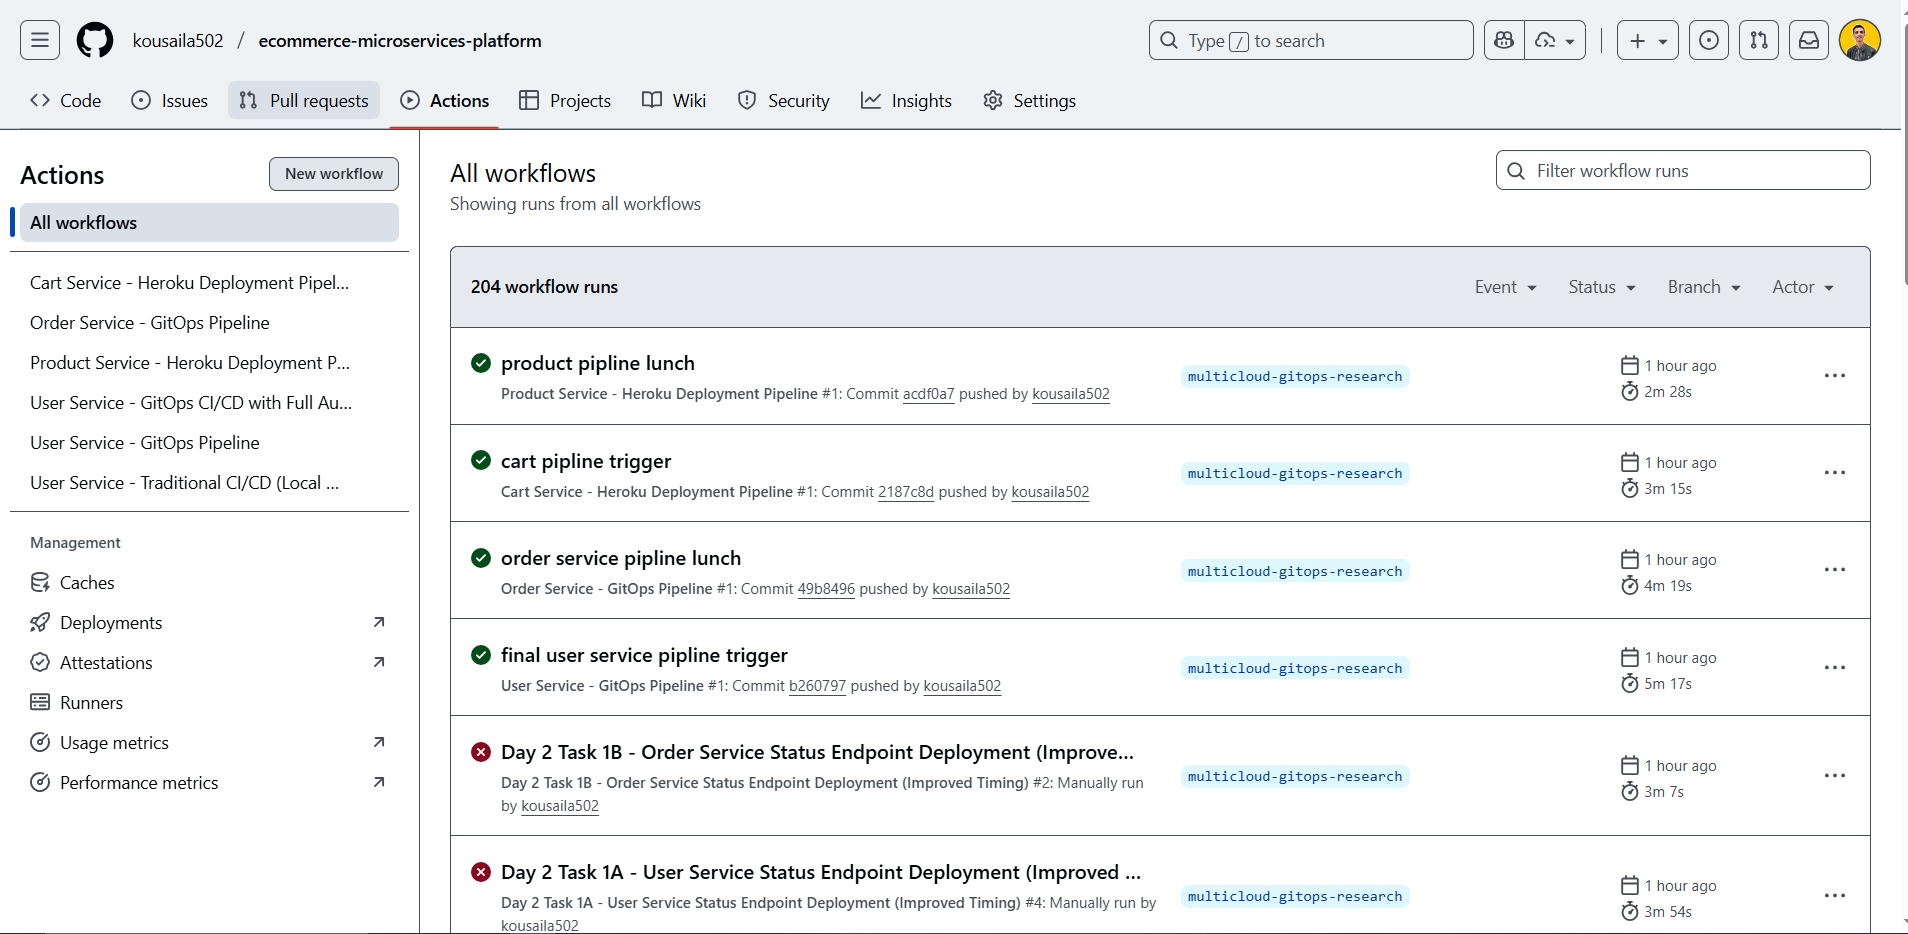 kousaila502 / ecommerce-microservices-platform
Type / to search
Code
Issues
Pull requests
Actions
Projects
Wiki
Security
Insights
Settings
Actions
New workflow
All workflows
Cart Service - Heroku Deployment Pipel...
Order Service - GitOps Pipeline
Product Service - Heroku Deployment P...
User Service - GitOps CI/CD with Full Au...
User Service - GitOps Pipeline
User Service - Traditional CI/CD (Local ...
Management
Caches
Deployments
Attestations
Runners
Usage metrics
Performance metrics
All workflows
Showing runs from all workflows
Filter workflow runs
204 workflow runs
Event
Status
Branch
Actor
product pipline lunch
Product Service - Heroku Deployment Pipeline #1: Commit acdf0a7 pushed by kousaila502
multicloud-gitops-research
1 hour ago
2m 28s
cart pipline trigger
Cart Service - Heroku Deployment Pipeline #1: Commit 2187c8d pushed by kousaila502
multicloud-gitops-research
1 hour ago
3m 15s
order service pipline lunch
Order Service - GitOps Pipeline #1: Commit 49b8496 pushed by kousaila502
multicloud-gitops-research
1 hour ago
4m 19s
final user service pipline trigger
User Service - GitOps Pipeline #1: Commit b260797 pushed by kousaila502
multicloud-gitops-research
1 hour ago
5m 17s
Day 2 Task 1B - Order Service Status Endpoint Deployment (Improve...
Day 2 Task 1B - Order Service Status Endpoint Deployment (Improved Timing) #2: Manually run
by kousaila502
multicloud-gitops-research
1 hour ago
3m 7s
Day 2 Task 1A - User Service Status Endpoint Deployment (Improved ...
Day 2 Task 1A - User Service Status Endpoint Deployment (Improved Timing) #4: Manually run by
kousaila502
multicloud-gitops-research
1 hour ago
3m 54s